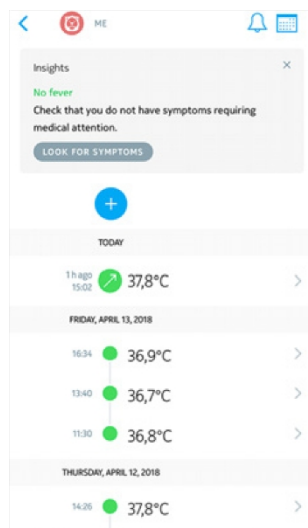 ME
Insights
No fever
Check that you do not have symptoms requiring
medical attention.
LOOK FOR SYMPTOMS
TODAY
1 h ago
15:02
37,8°C
FRIDAY, APRIL 13, 2018
16:34 36,9°C
13:40 36,7°C
11:30 36,8°C
THURSDAY, APRIL 12, 2018
14:26 37,8°C